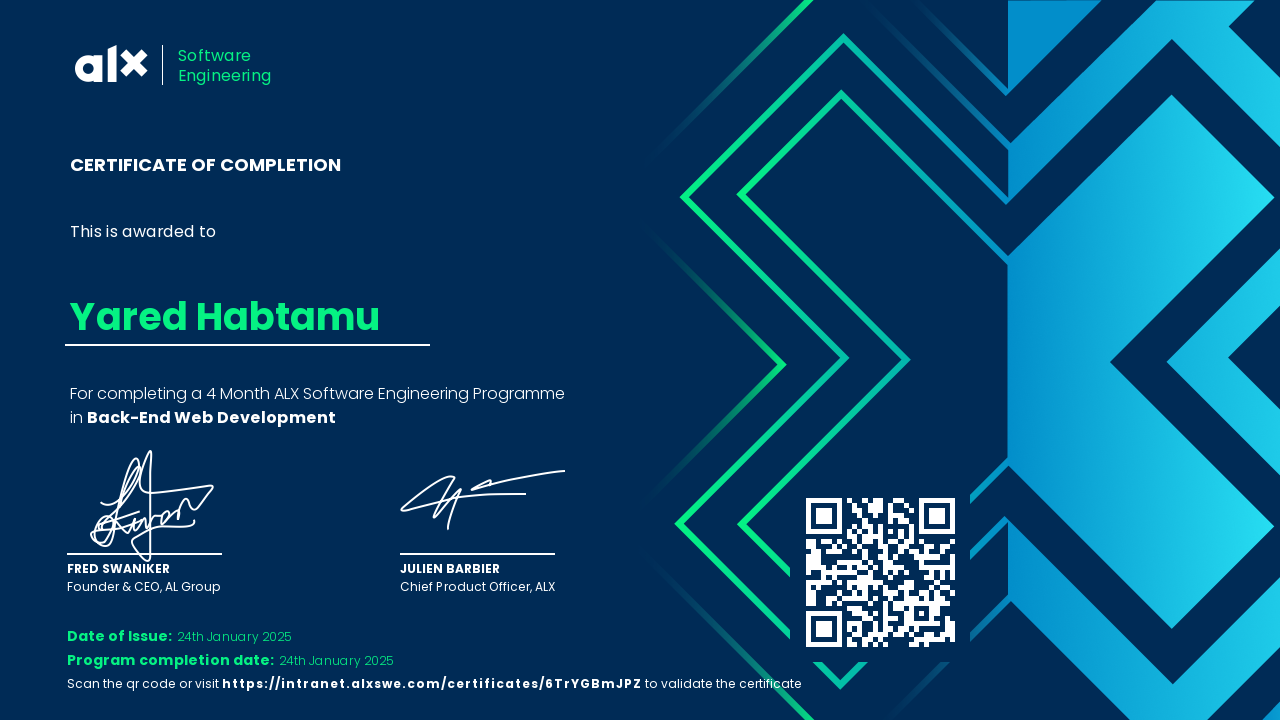 alx
Software
Engineering
CERTIFICATE OF COMPLETION
This is awarded to
Yared Habtamu
For completing a 4 Month ALX Software Engineering Programme
in Back-End Web Development
FRED SWANIKER
Founder & CEO, AL Group
JULIEN BARBIER
Chief Product Officer, ALX
Date of Issue: 24th January 2025
Program completion date: 24th January 2025
Scan the qr code or visit https://intranet.alxswe.com/certificates/6TrYGBmJPZ to validate the certificate